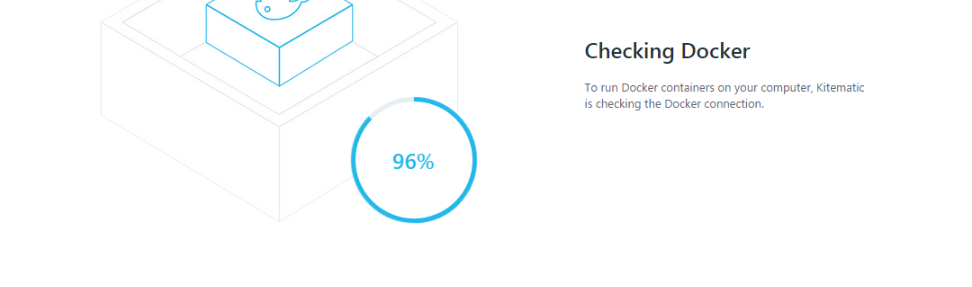 Checking Docker
To run Docker containers on your computer, Kitematic
is checking the Docker connection.
96%